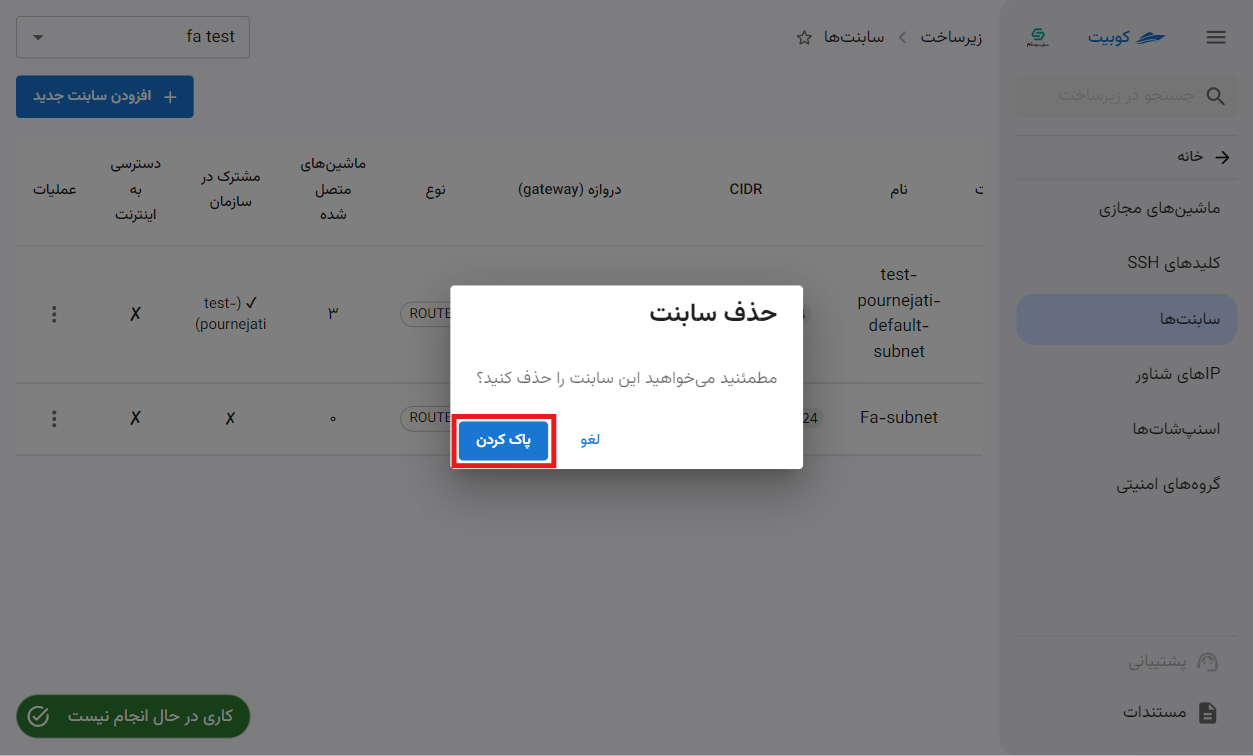 کوبیت
جستجو در زیرساخت
خانه
ماشین‌های مجازی
کلیدهای SSH
سابنت‌ها
IPهای شناور
اسنپ‌شات‌ها
گروه‌های امنیتی
پشتیبانی
مستندات
زیرساخت
سابنت‌ها
fa test
افزودن سابنت جدید
نام
CIDR
دروازه (gateway)
نوع
ماشین‌های
متصل
شده
مشترک در
سازمان
دسترسی
به
اینترنت
عملیات
test-
pournejati-
default-
subnet
ROUTE
۳
✓ (test-
pournejati)
✗
Fa-subnet
24
ROUTE
۰
✗
✗
حذف سابنت
مطمئنید می‌خواهید این سابنت را حذف کنید؟
لغو
پاک کردن
کاری در حال انجام نیست